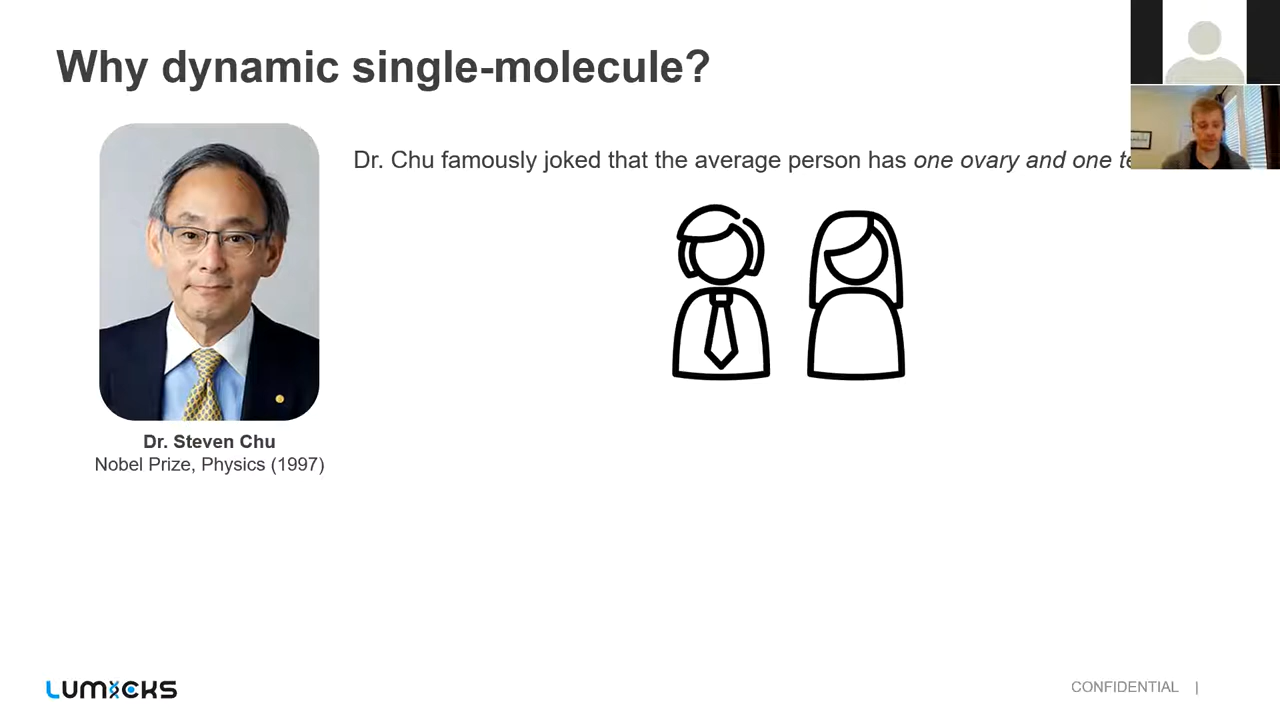 Why dynamic single-molecule?
Dr. Chu famously joked that the average person has one ovary and one
Dr. Steven Chu
Nobel Prize, Physics (1997)
LUMICKS
CONFIDENTIAL |